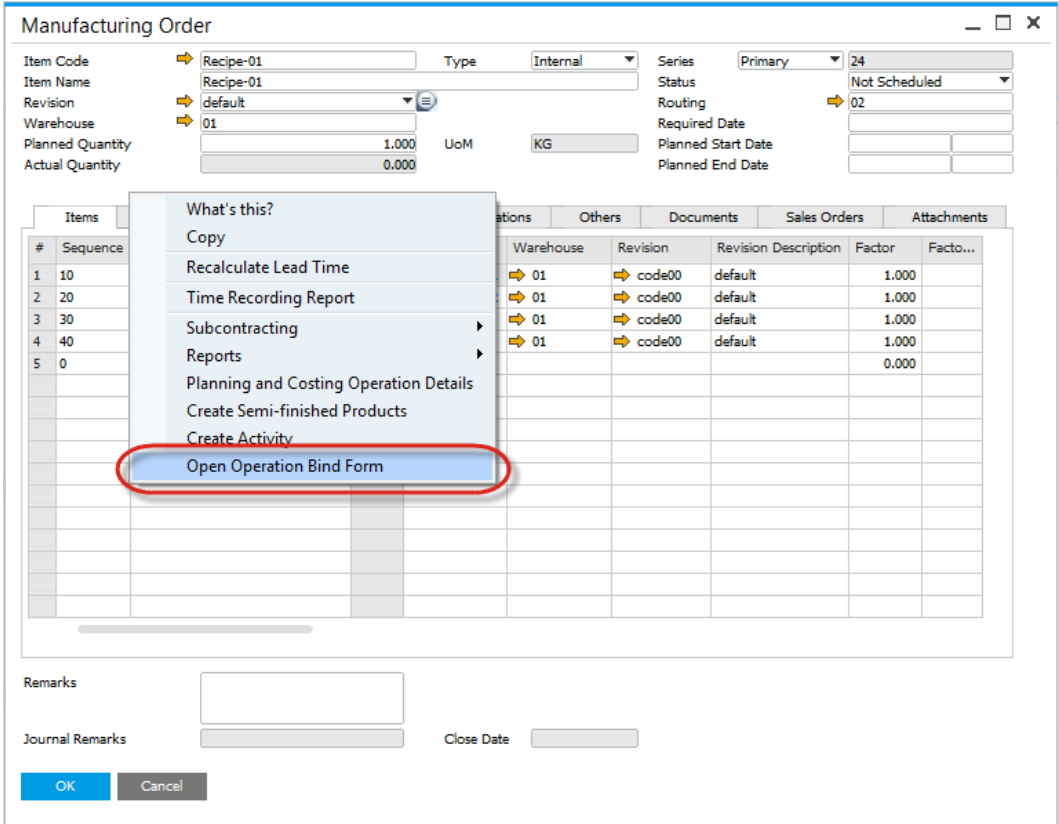 Manufacturing Order
Item Code Recipe-01 Type Internal Series Primary 24
Item Name Recipe-01 Status Not Scheduled
Revision default Routing 02
Warehouse 01 Required Date
Planned Quantity 1.000 UoM KG Planned Start Date
Actual Quantity 0.000 Planned End Date
Items ations Others Documents Sales Orders Attachments
# Sequence Warehouse Revision Revision Description Factor Facto...
1 10 01 code00 default 1.000
2 20 01 code00 default 1.000
3 30 01 code00 default 1.000
4 40 01 code00 default 1.000
5 0 0.000
What's this?
Copy
Recalculate Lead Time
Time Recording Report
Subcontracting
Reports
Planning and Costing Operation Details
Create Semi-finished Products
Create Activity
Open Operation Bind Form
Remarks
Journal Remarks Close Date
OK Cancel